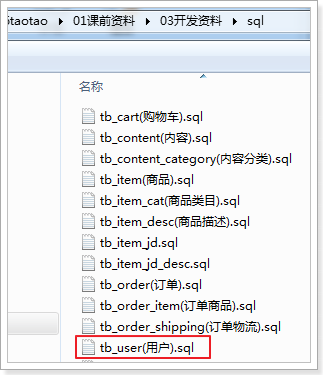 itaotao ▸ 01课前资料 ▸ 03开发资料 ▸ sql
名称
tb_cart(购物车).sql
tb_content(内容).sql
tb_content_category(内容分类).sql
tb_item(商品).sql
tb_item_cat(商品类目).sql
tb_item_desc(商品描述).sql
tb_item_jd.sql
tb_item_jd_desc.sql
tb_order(订单).sql
tb_order_item(订单商品).sql
tb_order_shipping(订单物流).sql
tb_user(用户).sql